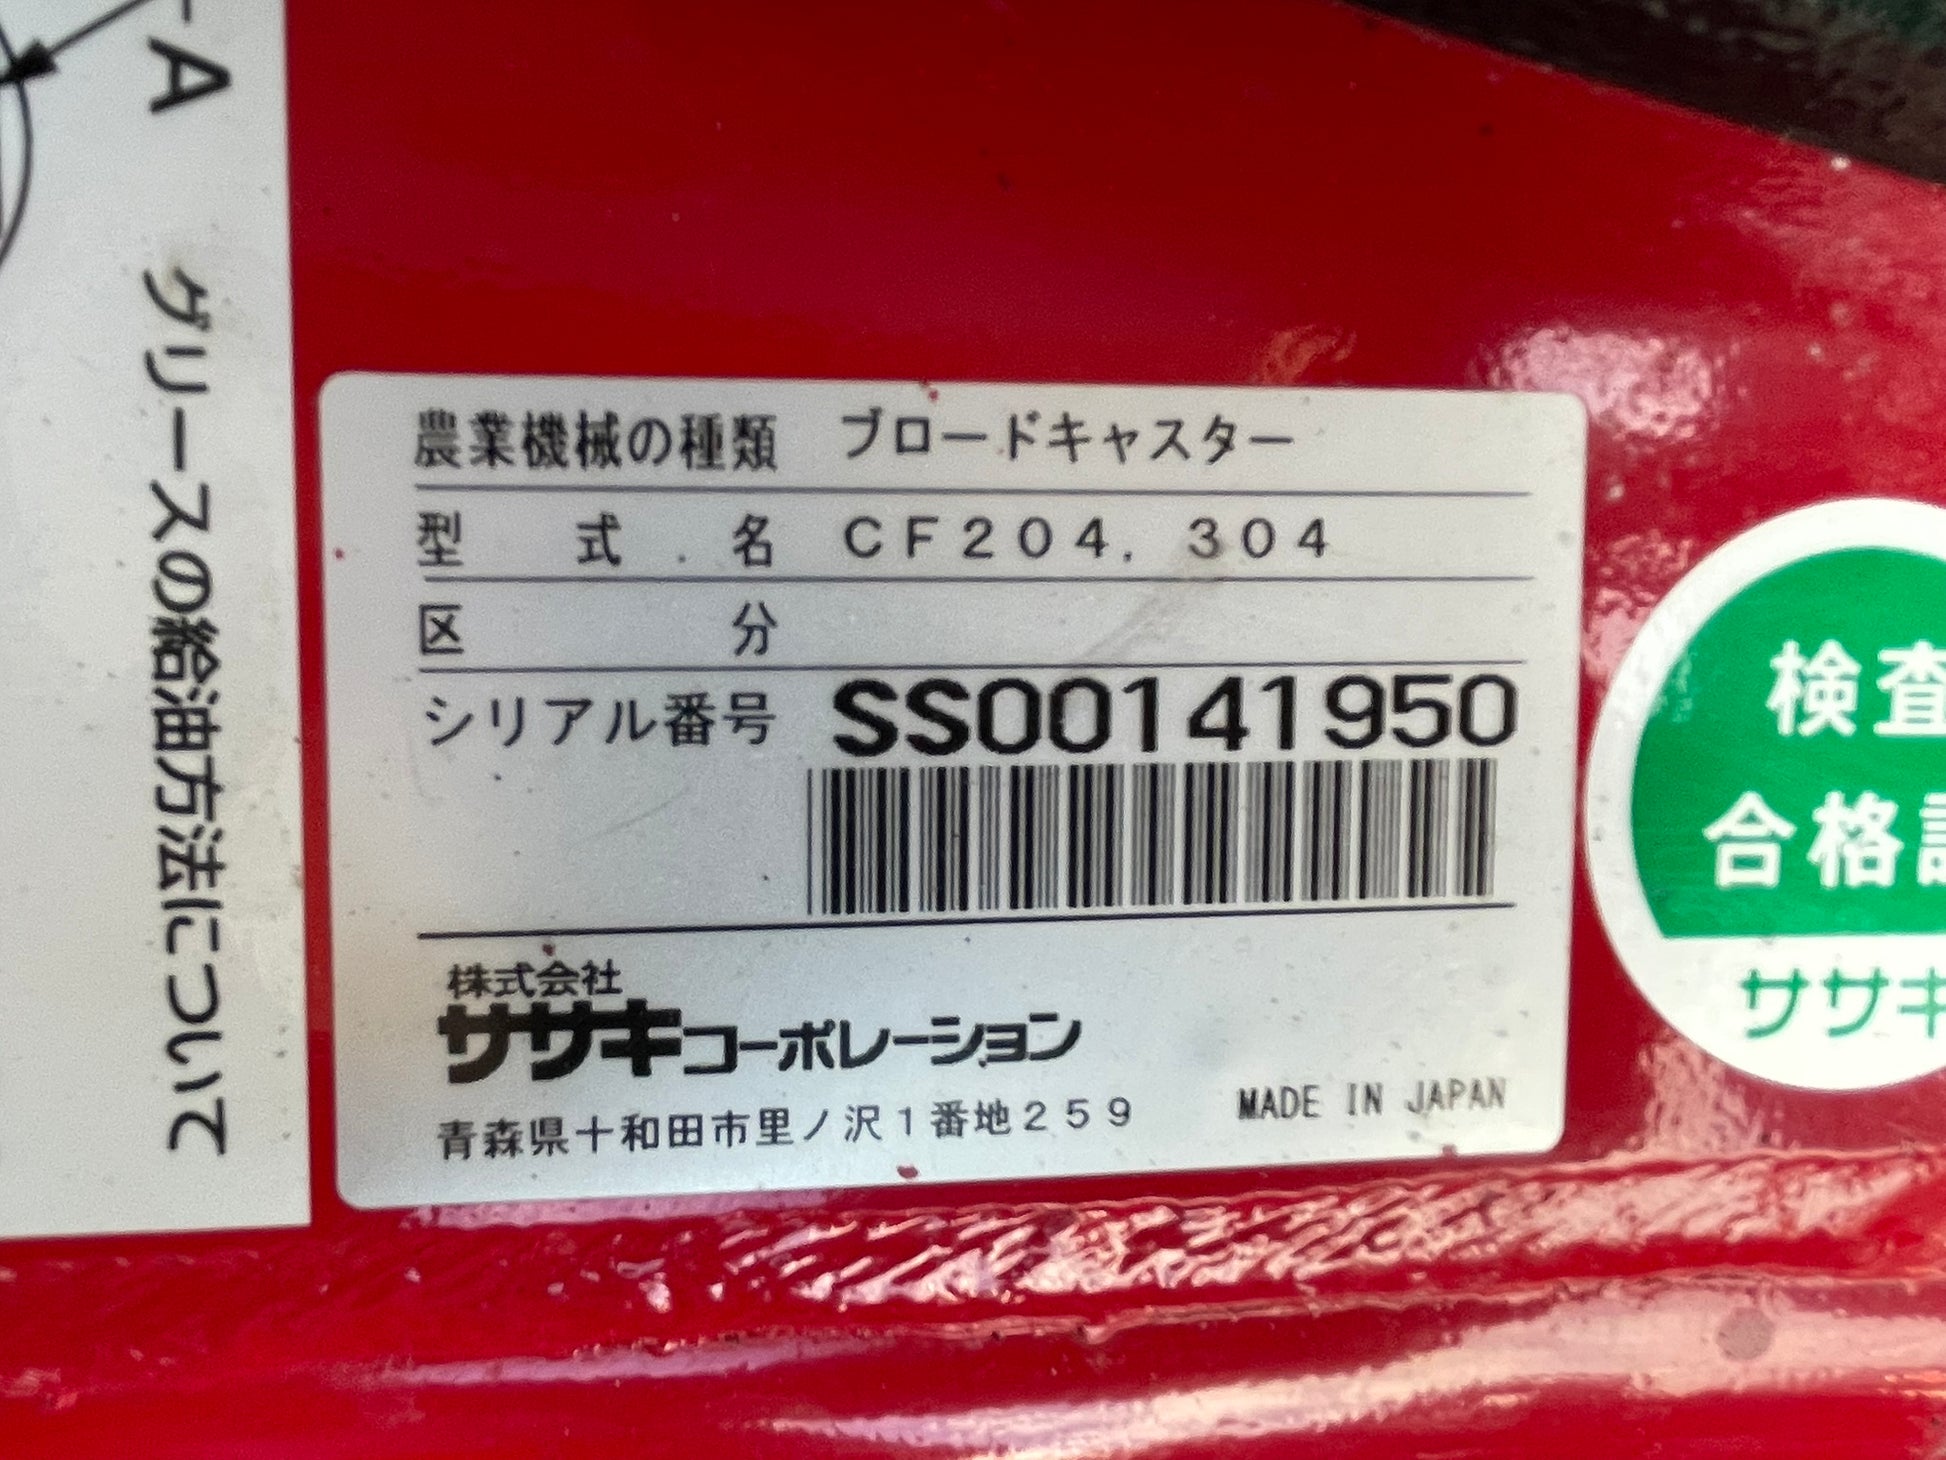 A
グリースの給油方法について
農業機械の種類 ブロードキャスター
型式名 CF204. 304
区分
シリアル番号 SS00141950
株式会社
ササキコーポレーション
青森県十和田市里ノ沢1番地259 MADE IN JAPAN
検査
合格
ササキ